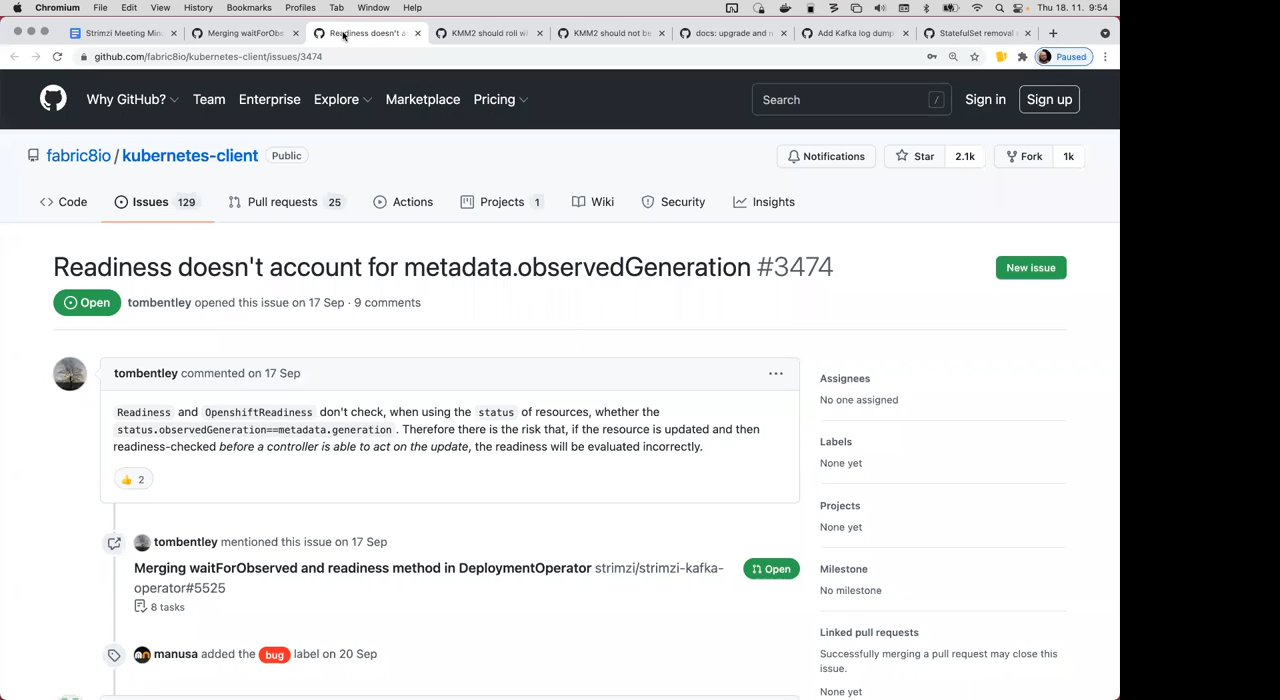 Chromium File Edit View History Bookmarks Profiles Tab Window Help Thu 18. 11. 9:54
Strimzi Meeting Min Merging waitForObs Readiness doesn't a KMM2 should roll wh KMM2 should not be docs: upgrade and n Add Kafka log dump StatefulSet removal
github.com/fabric8io/kubernetes-client/issues/3474 Paused
Why GitHub? Team Enterprise Explore Marketplace Pricing Search / Sign in Sign up
fabric8io / kubernetes-client Public Notifications Star 2.1k Fork 1k
Code Issues 129 Pull requests 25 Actions Projects 1 Wiki Security Insights
Readiness doesn't account for metadata.observedGeneration #3474 New issue
Open tombentley opened this issue on 17 Sep · 9 comments
tombentley commented on 17 Sep ...
Readiness and OpenshiftReadiness don't check, when using the status of resources, whether the
status.observedGeneration==metadata.generation. Therefore there is the risk that, if the resource is updated and then
readiness-checked before a controller is able to act on the update, the readiness will be evaluated incorrectly.
👍 2
tombentley mentioned this issue on 17 Sep
Merging waitForObserved and readiness method in DeploymentOperator strimzi/strimzi-kafka-
operator#5525
Open
8 tasks
manusa added the bug label on 20 Sep
Assignees
No one assigned
Labels
None yet
Projects
None yet
Milestone
No milestone
Linked pull requests
Successfully merging a pull request may close this
issue.
None yet